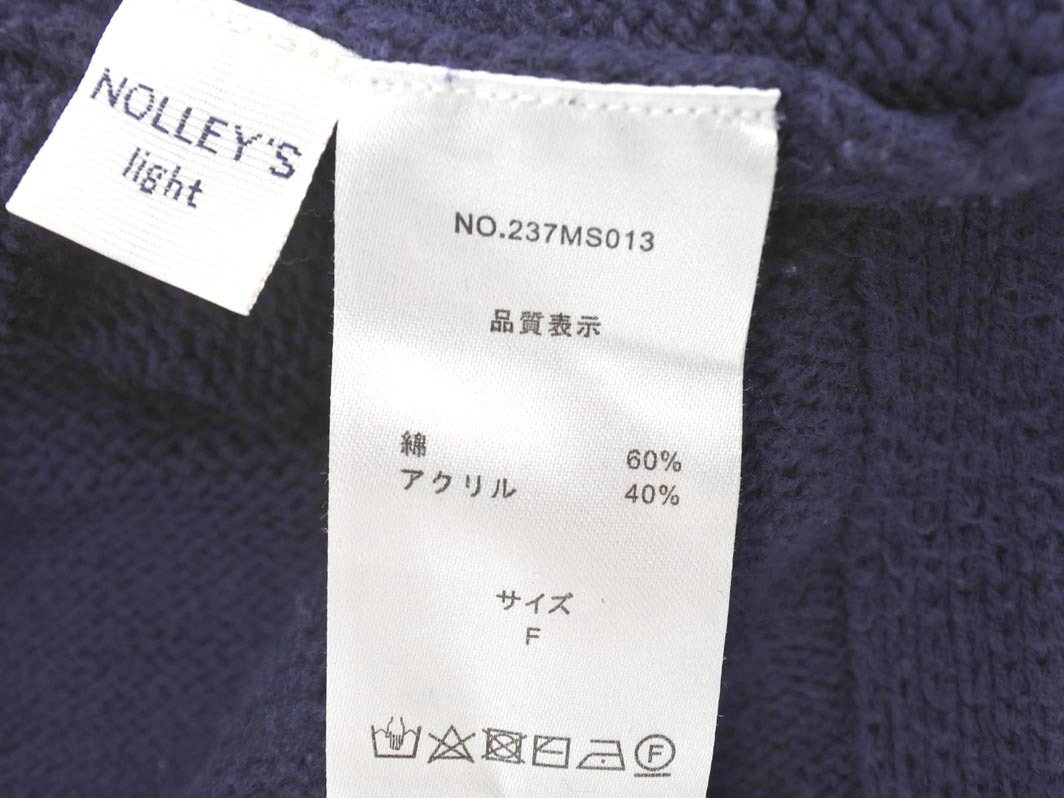 NOLLEY'S
light
NO.237MS013
品質表示
綿 60%
アクリル 40%
サイズ
F
F